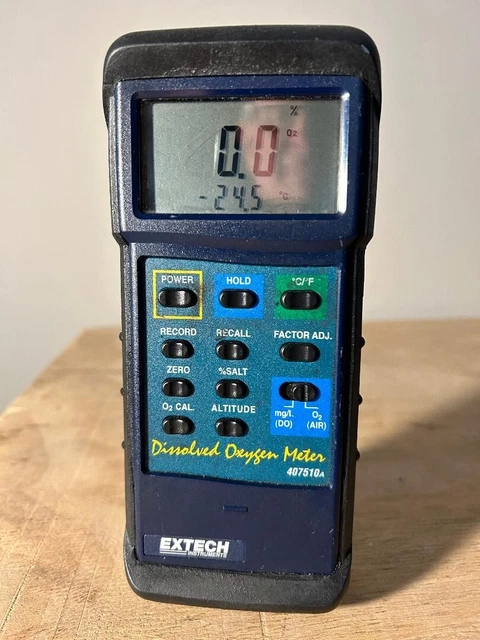 %
O2
0.0
-24.5 °C
POWER HOLD °C/°F
RECORD RECALL FACTOR ADJ.
ZERO %SALT
O2 CAL. ALTITUDE
mg/l. O2
(DO) (AIR)
Dissolved Oxygen Meter
407510A
EXTECH
INSTRUMENTS